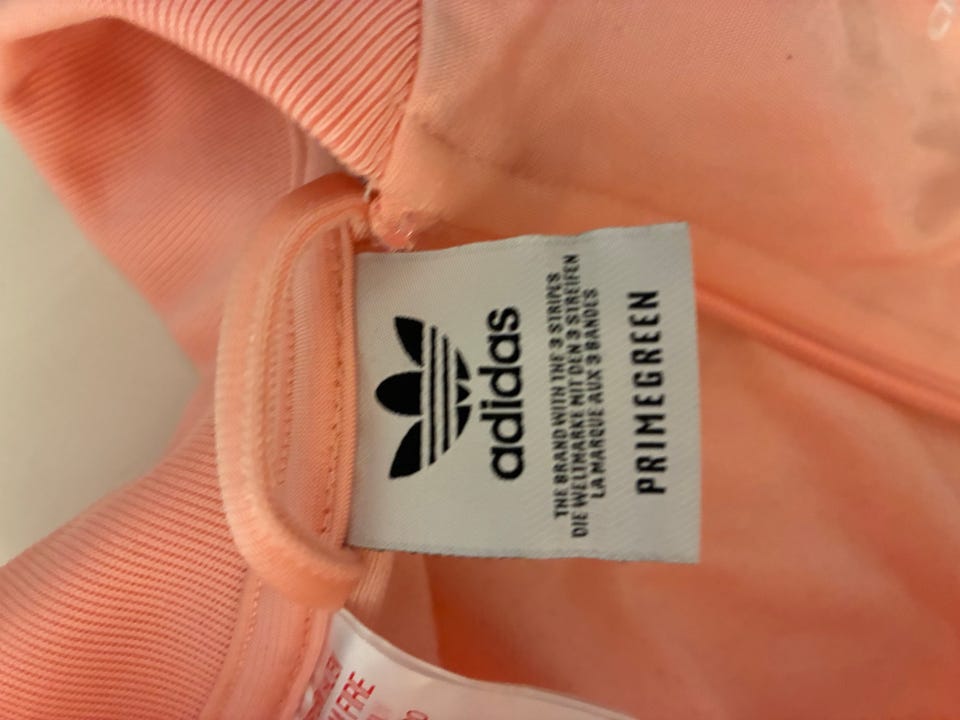 adidas
THE BRAND WITH THE 3 STRIPES
DIE WELTMARKE MIT DEN 3 STREIFEN
LA MARQUE AUX 3 BANDES
PRIMEGREEN